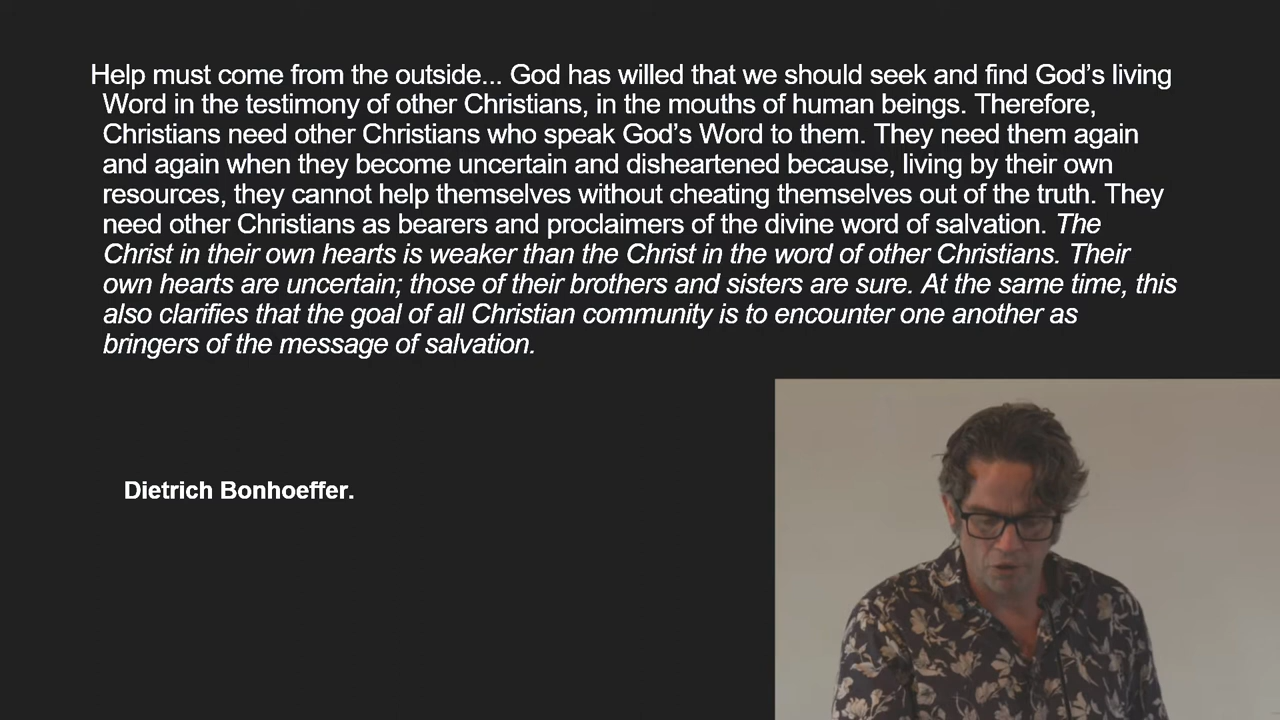 Help must come from the outside... God has willed that we should seek and find God’s living
Word in the testimony of other Christians, in the mouths of human beings. Therefore,
Christians need other Christians who speak God’s Word to them. They need them again
and again when they become uncertain and disheartened because, living by their own
resources, they cannot help themselves without cheating themselves out of the truth. They
need other Christians as bearers and proclaimers of the divine word of salvation. The
Christ in their own hearts is weaker than the Christ in the word of other Christians. Their
own hearts are uncertain; those of their brothers and sisters are sure. At the same time, this
also clarifies that the goal of all Christian community is to encounter one another as
bringers of the message of salvation.
Dietrich Bonhoeffer.